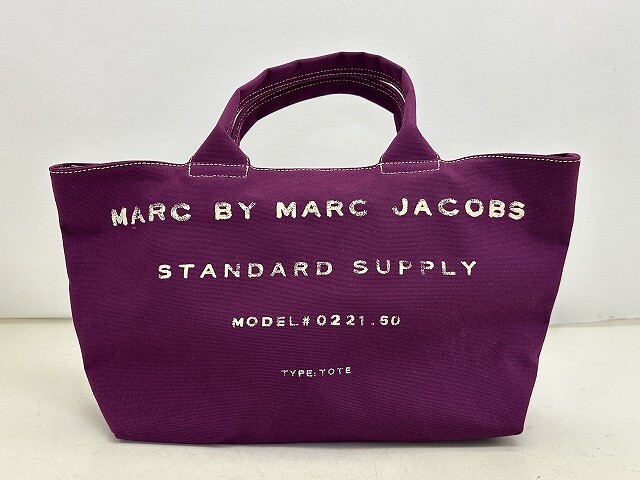 MARC BY MARC JACOBS
STANDARD SUPPLY
MODEL#0221.50
TYPE:TOTE